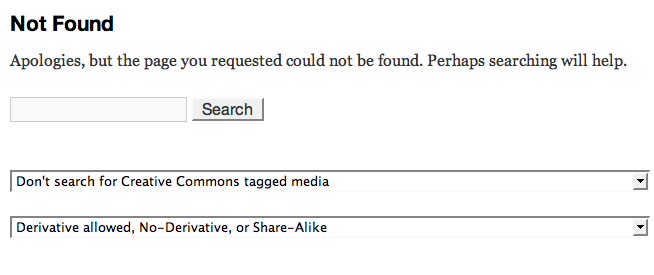 Not Found
Apologies, but the page you requested could not be found. Perhaps searching will help.
Search
Don't search for Creative Commons tagged media
Derivative allowed, No-Derivative, or Share-Alike